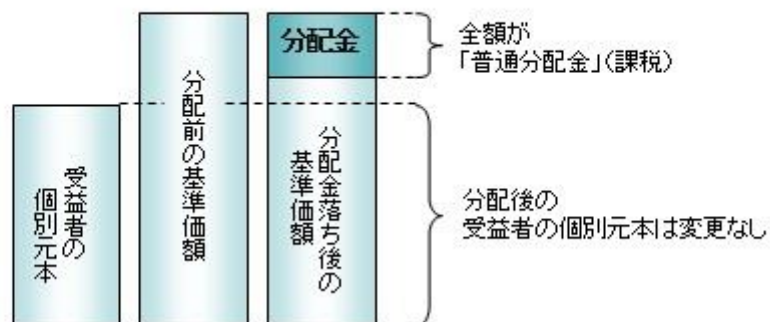 受益者の
個別元本
分配前の基準価額
分配金
分配金落ち後の
基準価額
全額が
「普通分配金」(課税)
分配後の
受益者の個別元本は変更なし